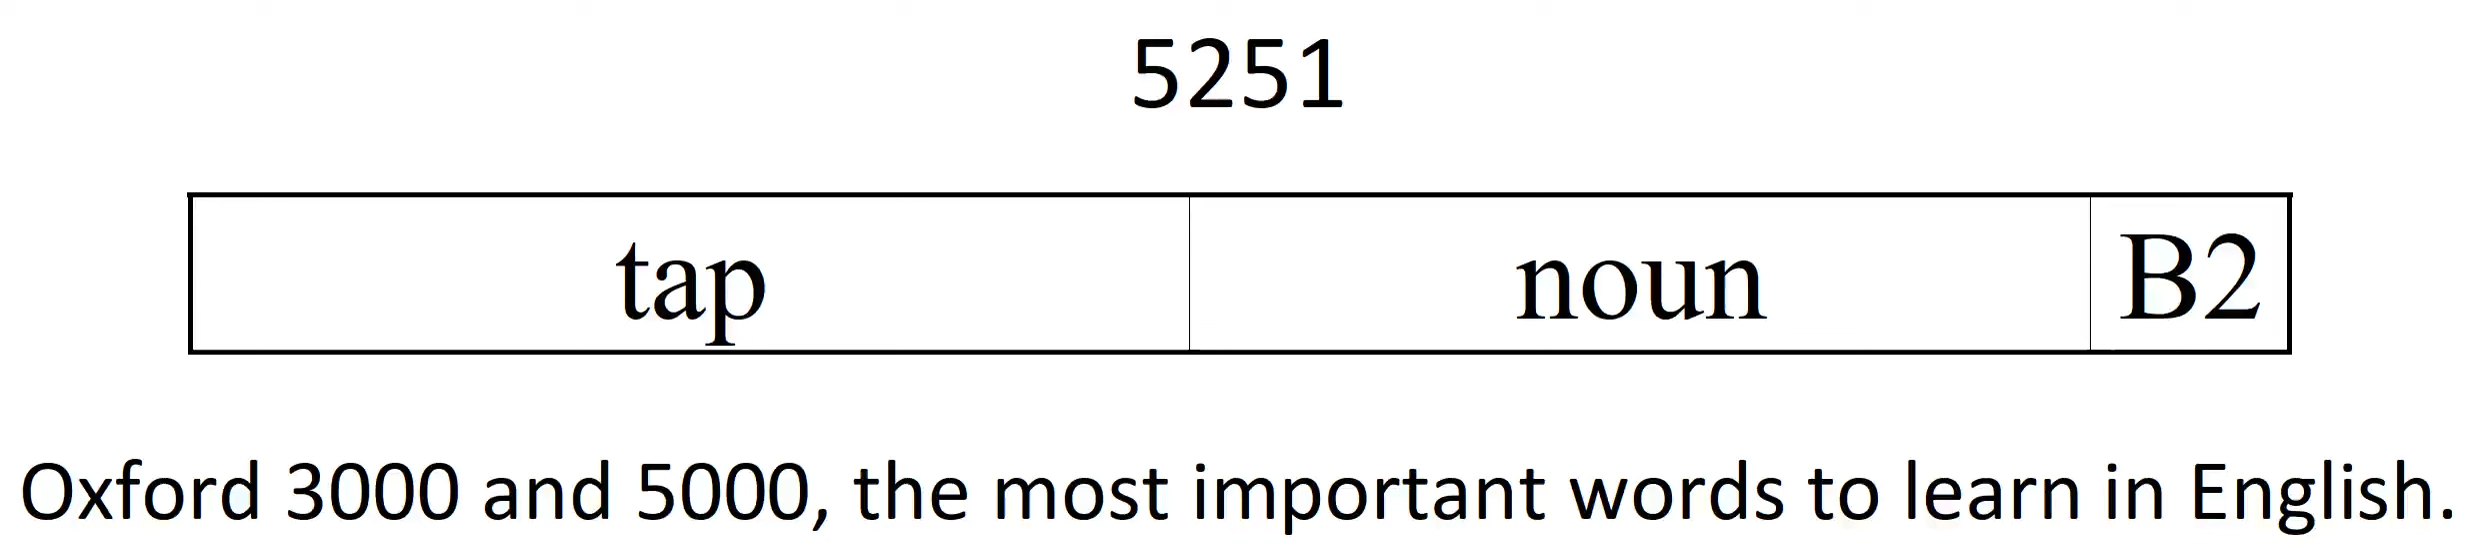 5251
tap noun B2
Oxford 3000 and 5000, the most important words to learn in English.